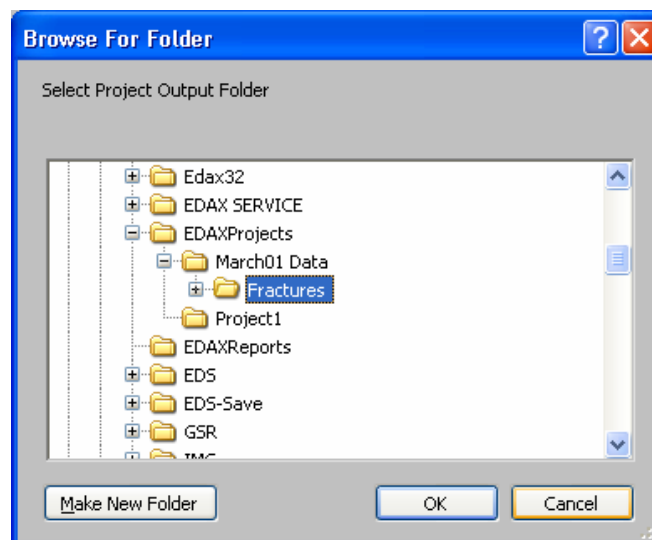 Browse For Folder
Select Project Output Folder
Edax32
EDAX SERVICE
EDAXProjects
March01 Data
Fractures
Project1
EDAXReports
EDS
EDS-Save
GSR
Make New Folder
OK
Cancel